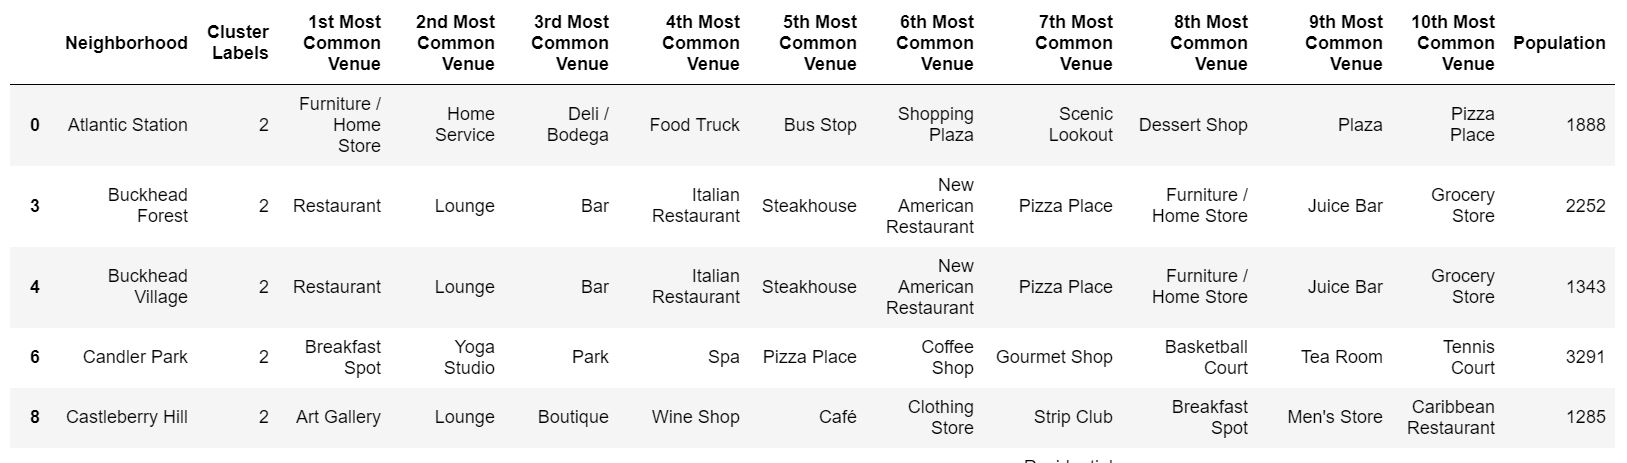 Neighborhood Cluster Labels 1st Most Common Venue 2nd Most Common Venue 3rd Most Common Venue 4th Most Common Venue 5th Most Common Venue 6th Most Common Venue 7th Most Common Venue 8th Most Common Venue 9th Most Common Venue 10th Most Common Venue Population
0 Atlantic Station 2 Furniture / Home Store Home Service Deli / Bodega Food Truck Bus Stop Shopping Plaza Scenic Lookout Dessert Shop Plaza Pizza Place 1888
3 Buckhead Forest 2 Restaurant Lounge Bar Italian Restaurant Steakhouse New American Restaurant Pizza Place Furniture / Home Store Juice Bar Grocery Store 2252
4 Buckhead Village 2 Restaurant Lounge Bar Italian Restaurant Steakhouse New American Restaurant Pizza Place Furniture / Home Store Juice Bar Grocery Store 1343
6 Candler Park 2 Breakfast Spot Yoga Studio Park Spa Pizza Place Coffee Shop Gourmet Shop Basketball Court Tea Room Tennis Court 3291
8 Castleberry Hill 2 Art Gallery Lounge Boutique Wine Shop Café Clothing Store Strip Club Breakfast Spot Men's Store Caribbean Restaurant 1285